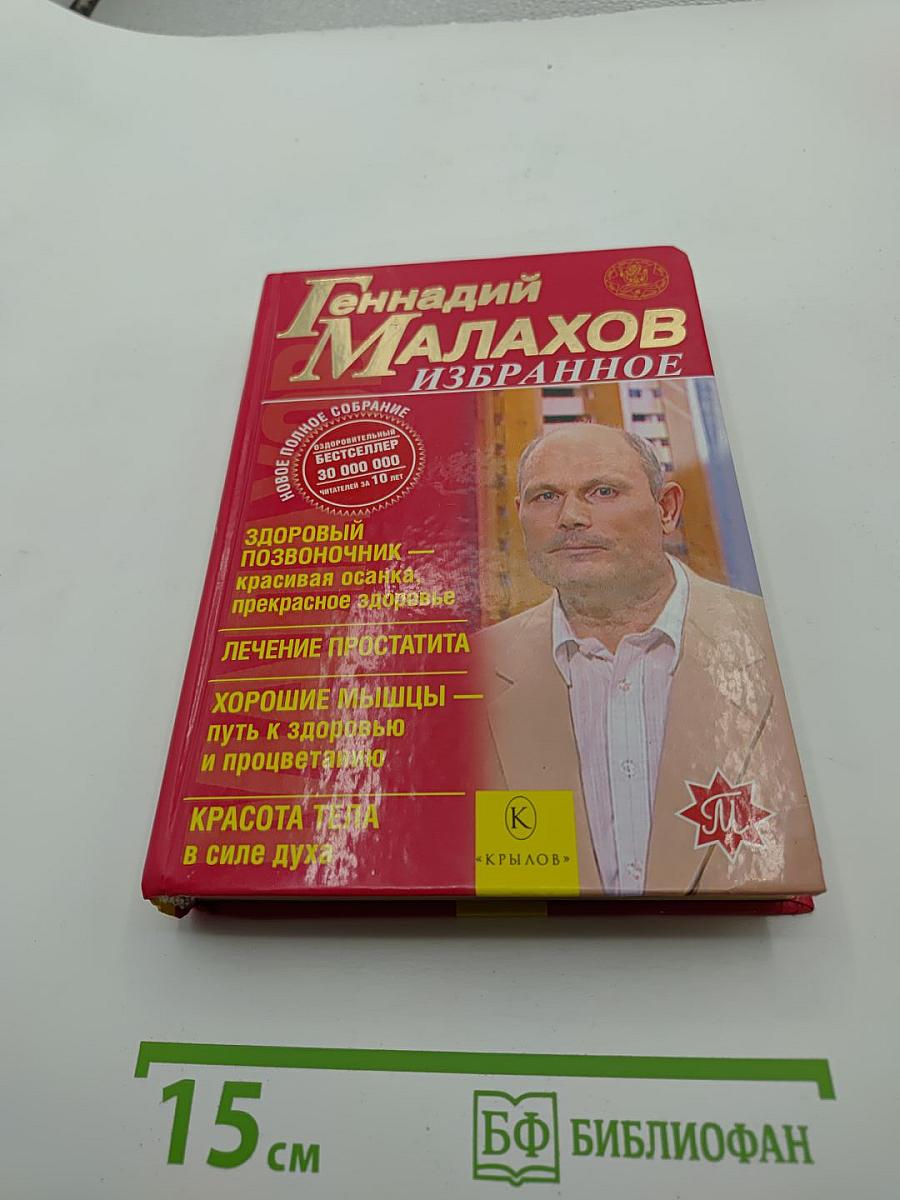 Геннадий
МАЛАХОВ
ИЗБРАННОЕ
НОВОЕ ПОЛНОЕ СОБРАНИЕ
ОЗДОРОВИТЕЛЬНЫЙ
БЕСТСЕЛЛЕР
30 000 000
ЧИТАТЕЛЕЙ ЗА 10 ЛЕТ
ЗДОРОВЫЙ
ПОЗВОНОЧНИК —
красивая осанка,
прекрасное здоровье
ЛЕЧЕНИЕ ПРОСТАТИТА
ХОРОШИЕ МЫШЦЫ —
путь к здоровью
и процветанию
КРАСОТА ТЕЛА
в силе духа
К
«КРЫЛОВ»
ГМ
15 см
БФ БИБЛИОФАН